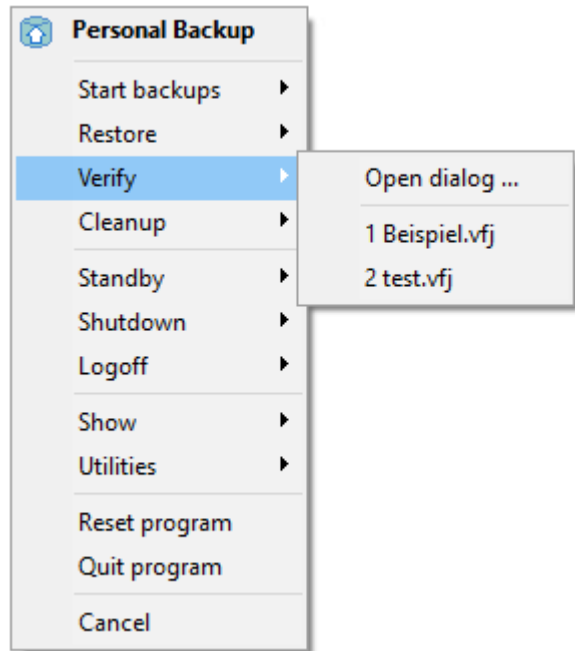 Personal Backup
Start backups
Restore
Verify
Open dialog ...
1 Beispiel.vfj
2 test.vfj
Cleanup
Standby
Shutdown
Logoff
Show
Utilities
Reset program
Quit program
Cancel